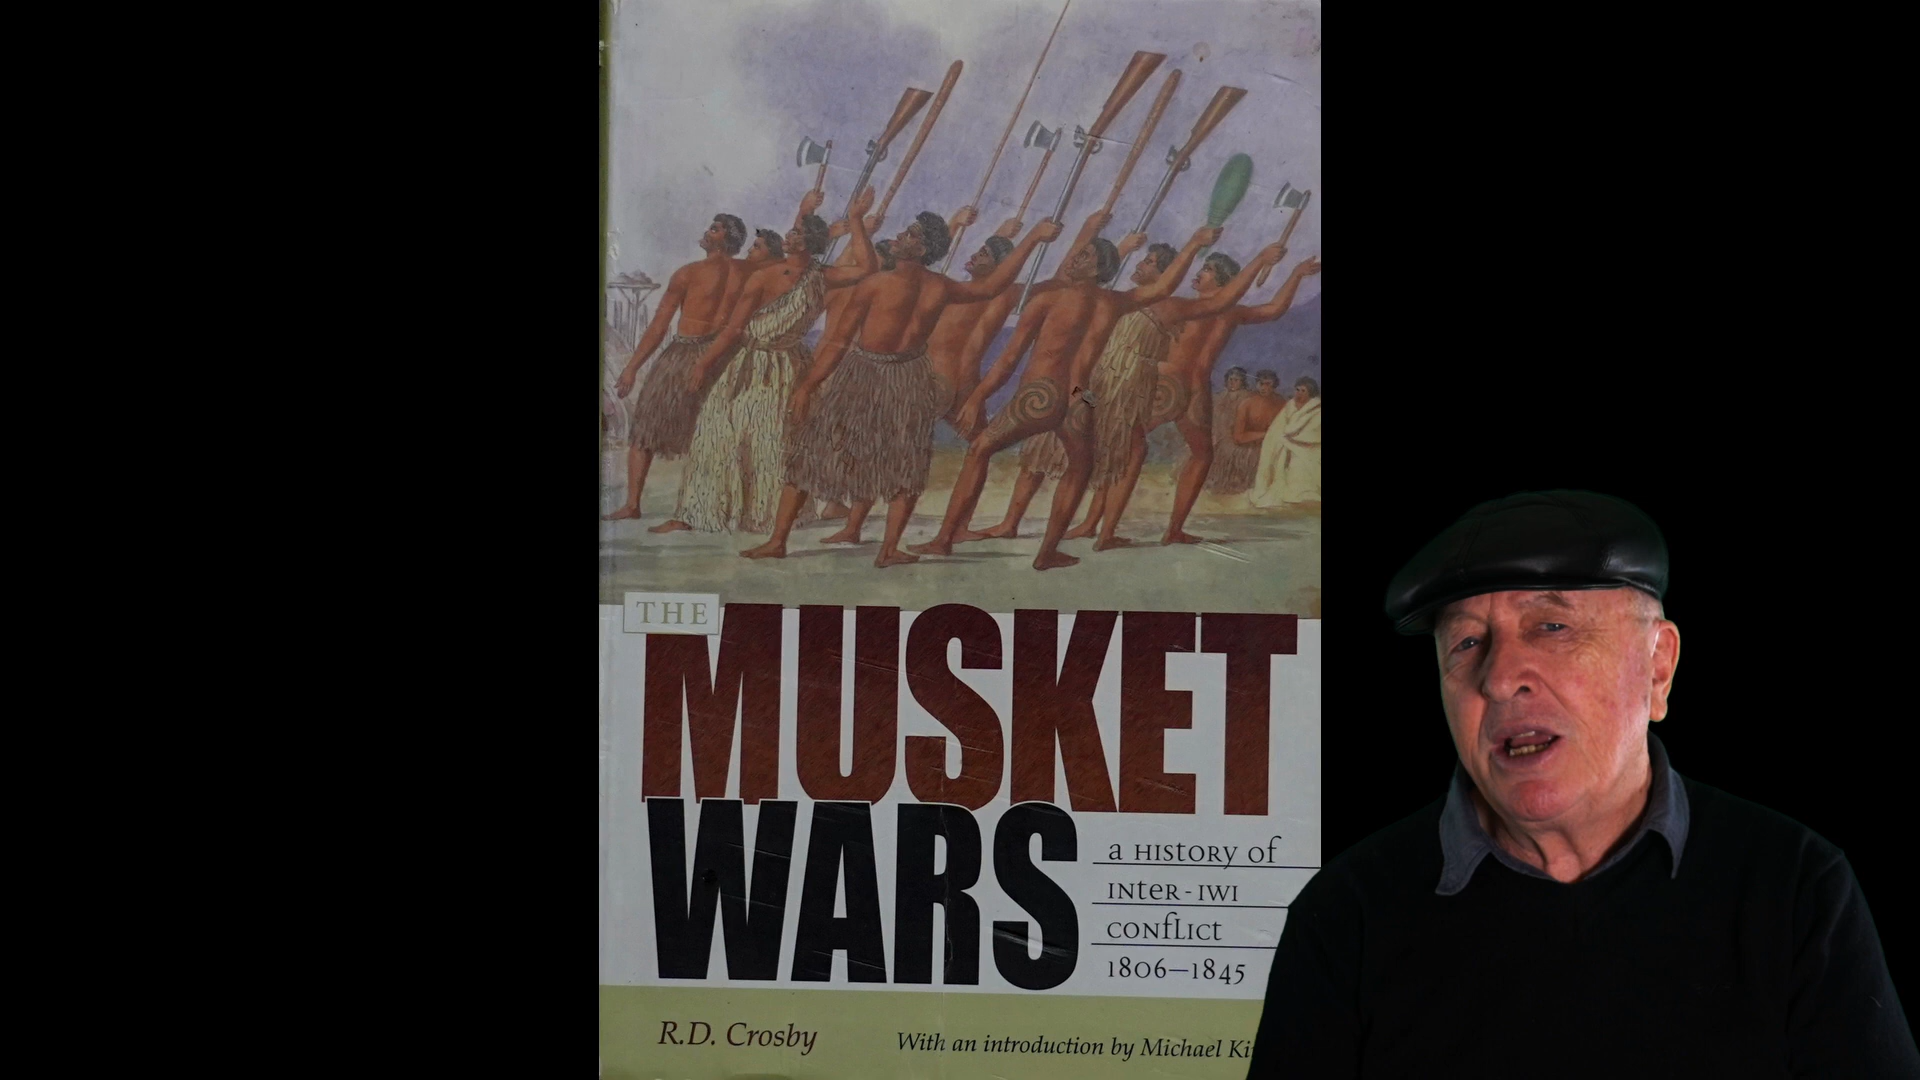 THE
MUSKET
WARS
a HISTORY of
INTER-IWI
CONFLICT
1806–1845
R.D. Crosby
With an introduction by Michael